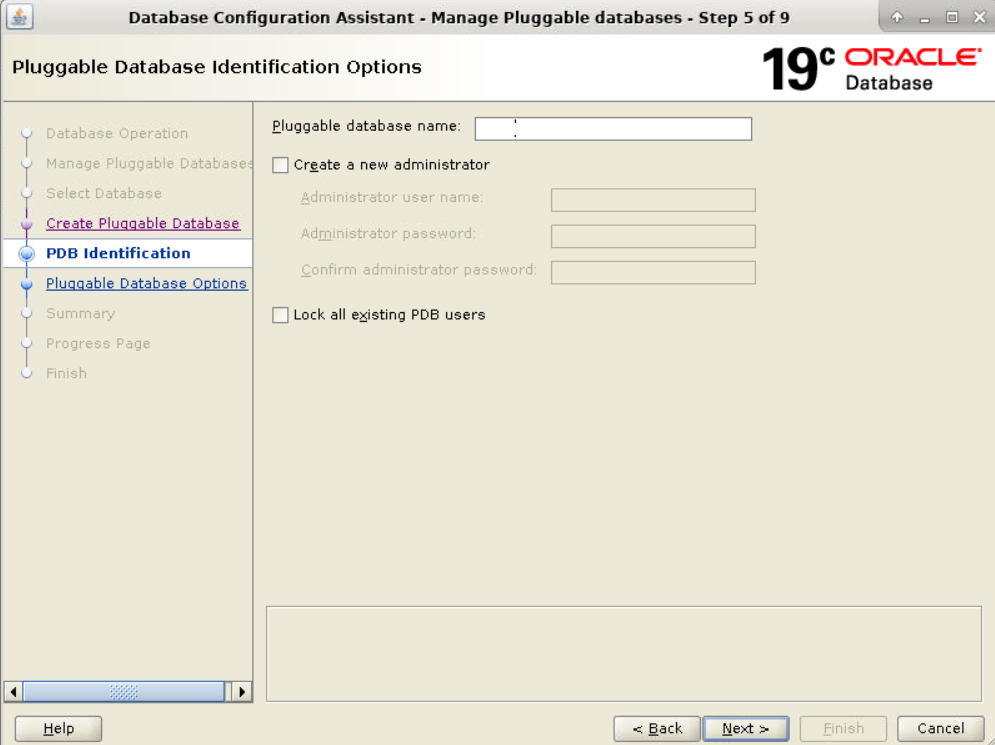 Database Configuration Assistant - Manage Pluggable databases - Step 5 of 9
Pluggable Database Identification Options
19c ORACLE
Database
Database Operation
Manage Pluggable Databases
Select Database
Create Pluggable Database
PDB Identification
Pluggable Database Options
Summary
Progress Page
Finish
Pluggable database name:
Create a new administrator
Administrator user name:
Administrator password:
Confirm administrator password:
Lock all existing PDB users
Help
< Back
Next >
Finish
Cancel